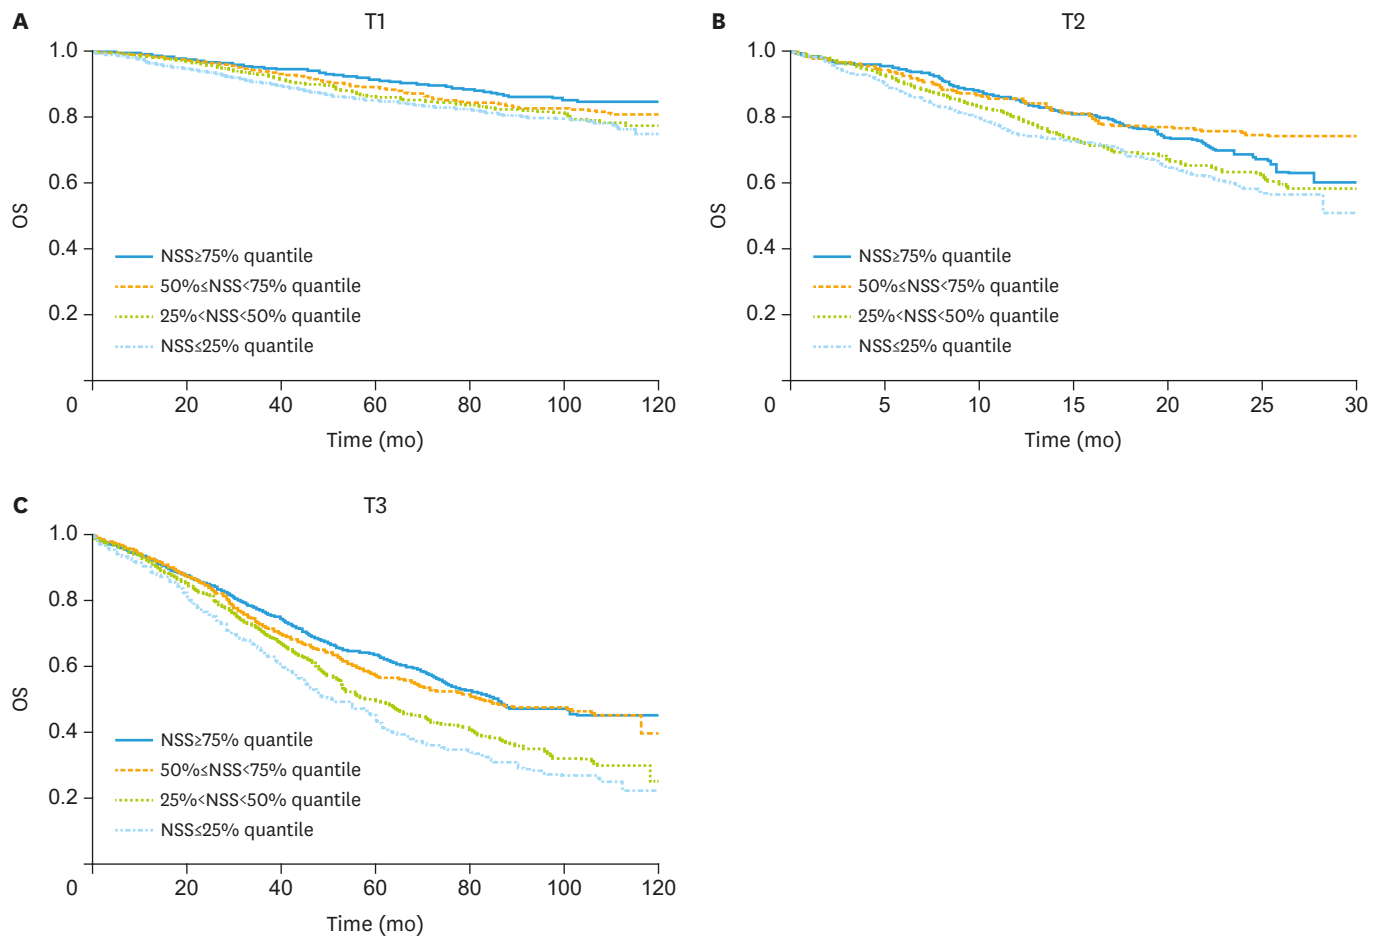 A
T1
1.0
0.8
0.6
0.4
0.2
0
20
40
60
80
100
120
OS
Time (mo)
NSS≥75% quantile
50%≤NSS<75% quantile
25%<NSS<50% quantile
NSS≤25% quantile
B
T2
1.0
0.8
0.6
0.4
0.2
0
5
10
15
20
25
30
OS
Time (mo)
NSS≥75% quantile
50%≤NSS<75% quantile
25%<NSS<50% quantile
NSS≤25% quantile
C
T3
1.0
0.8
0.6
0.4
0.2
0
20
40
60
80
100
120
OS
Time (mo)
NSS≥75% quantile
50%≤NSS<75% quantile
25%<NSS<50% quantile
NSS≤25% quantile